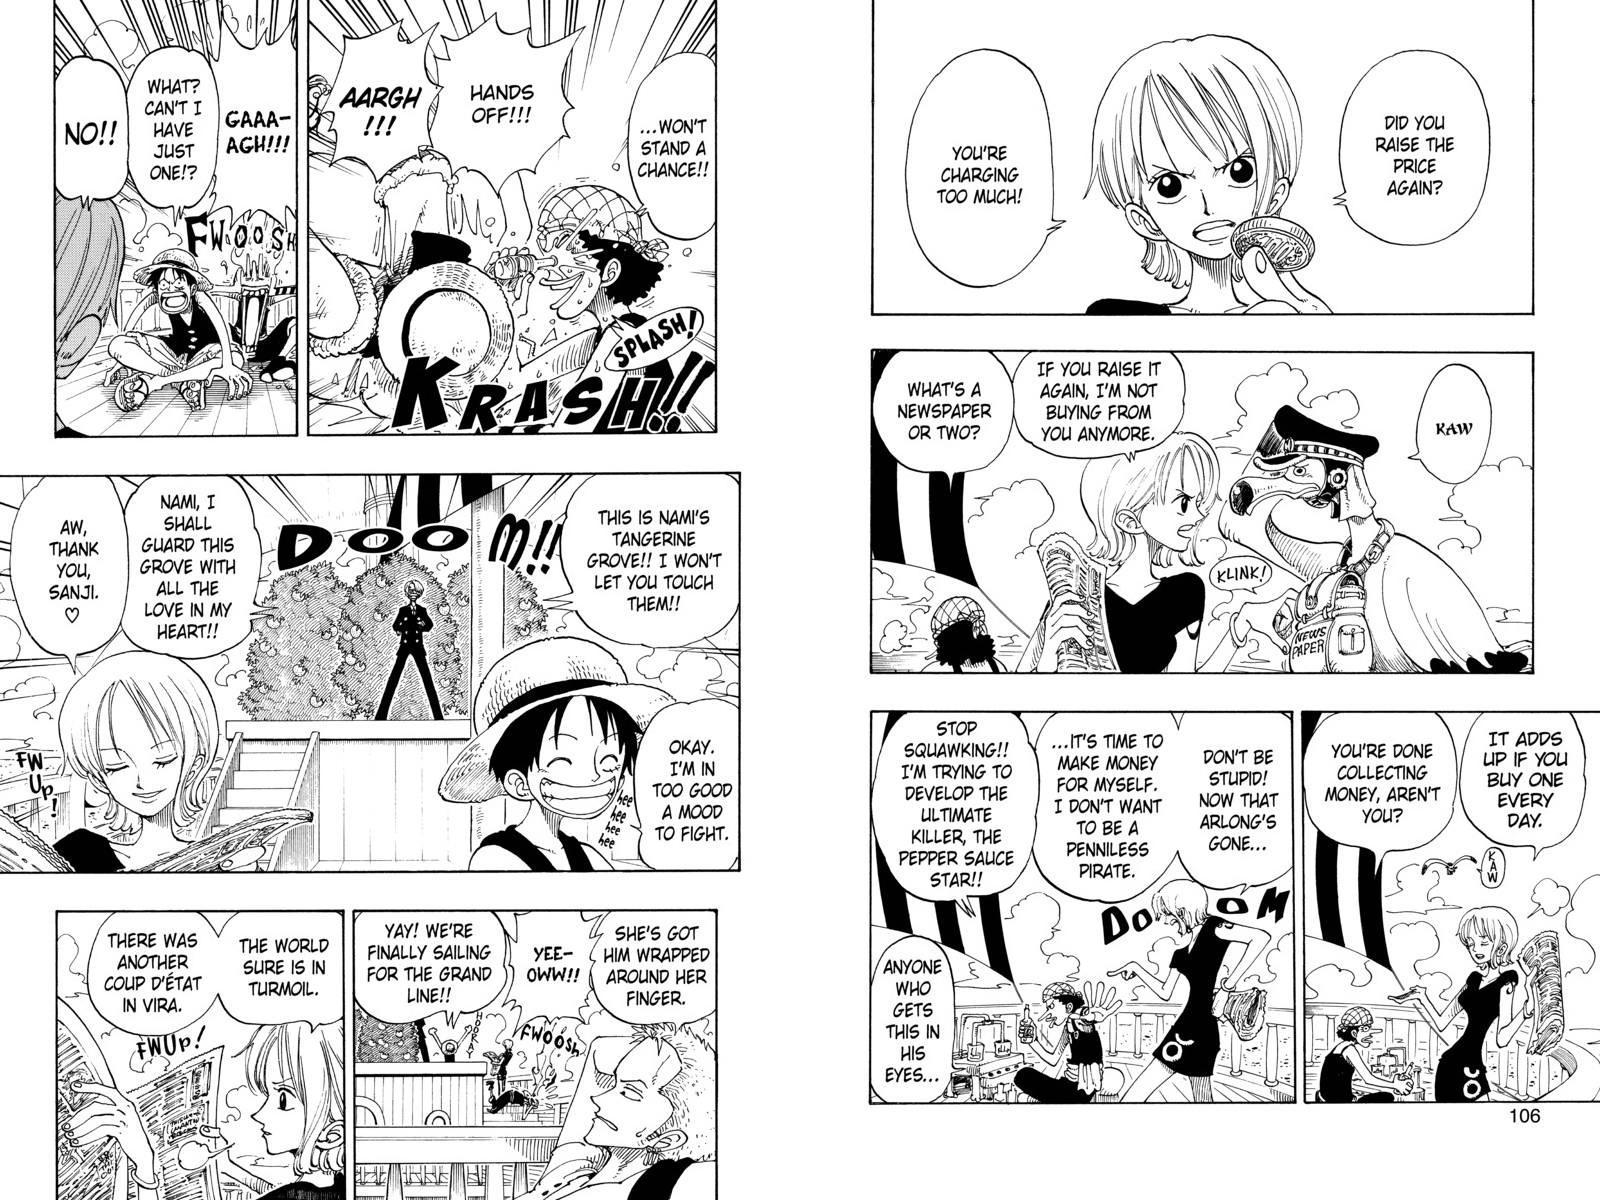 DID YOU
RAISE THE
PRICE
AGAIN?
YOU'RE
CHARGING
TOO MUCH!
KAW
IF YOU RAISE IT
AGAIN, I'M NOT
BUYING FROM
YOU ANYMORE.
WHAT'S A
NEWSPAPER
OR TWO?
KLINK!
NEWS
PAPER
IT ADDS
UP IF YOU
BUY ONE
EVERY
DAY.
YOU'RE DONE
COLLECTING
MONEY, AREN'T
YOU?
KAW
DON'T BE
STUPID!
NOW THAT
ARLONG'S
GONE...
...IT'S TIME TO
MAKE MONEY
FOR MYSELF.
I DON'T WANT
TO BE A
PENNILESS
PIRATE.
STOP
SQUAWKING!!
I'M TRYING TO
DEVELOP THE
ULTIMATE
KILLER, THE
PEPPER SAUCE
STAR!!
DOOOM
ANYONE
WHO
GETS
THIS IN
HIS
EYES...
106
...WON'T
STAND A
CHANCE!!
HANDS
OFF!!!
AARGH
!!!
SPLASH!
KRASH!!
GAAA-
AGH!!!
WHAT?
CAN'T I
HAVE
JUST
ONE!?
NO!!
FWOOSH
THIS IS NAMI'S
TANGERINE
GROVE!! I WON'T
LET YOU TOUCH
THEM!!
DOOOM!!
NAMI, I
SHALL
GUARD THIS
GROVE WITH
ALL THE
LOVE IN MY
HEART!!
AW,
THANK
YOU,
SANJI.
♡
OKAY.
I'M IN
TOO GOOD
A MOOD
TO FIGHT.
hee
hee
hee
hee
FWUP!
SHE'S GOT
HIM WRAPPED
AROUND HER
FINGER.
YEE-
OWW!!
YAY! WE'RE
FINALLY SAILING
FOR THE GRAND
LINE!!
HOORAY
FWOOSH
THE WORLD
SURE IS IN
TURMOIL.
THERE WAS
ANOTHER
COUP D'ÉTAT
IN VIRA.
FWUP!